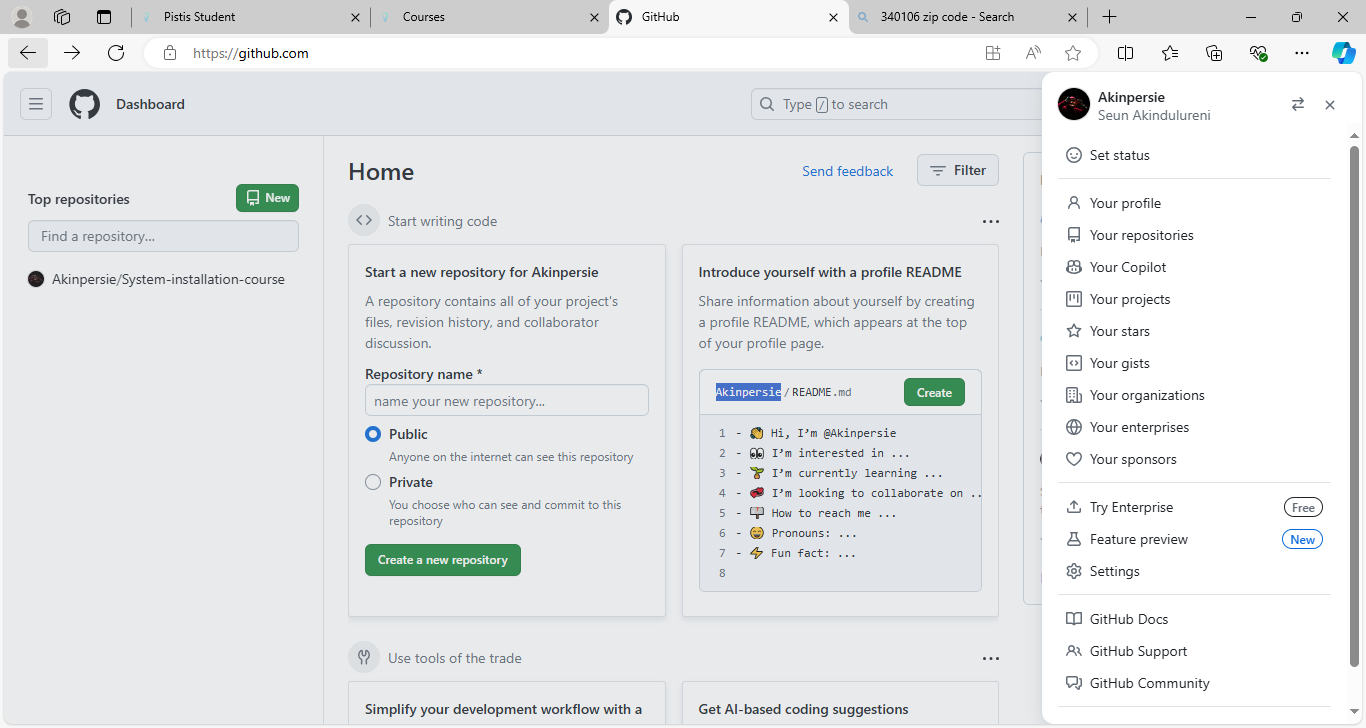 Pistis Student
Courses
GitHub
340106 zip code - Search
https://github.com
Dashboard
Type / to search
Top repositories
New
Find a repository...
Akinpersie/System-installation-course
Home
Send feedback
Filter
Start writing code
Start a new repository for Akinpersie
A repository contains all of your project's
files, revision history, and collaborator
discussion.
Repository name *
name your new repository...
Public
Anyone on the internet can see this repository
Private
You choose who can see and commit to this
repository
Create a new repository
Introduce yourself with a profile README
Share information about yourself by creating
a profile README, which appears at the top
of your profile page.
Akinpersie/README.md
Create
1 - 👋 Hi, I'm @Akinpersie
2 - 👀 I'm interested in ...
3 - 🌱 I'm currently learning ...
4 - 💞️ I'm looking to collaborate on ..
5 - 📫 How to reach me ...
6 - 😄 Pronouns: ...
7 - ⚡ Fun fact: ...
8
Use tools of the trade
Simplify your development workflow with a
Get AI-based coding suggestions
Akinpersie
Seun Akindulureni
Set status
Your profile
Your repositories
Your Copilot
Your projects
Your stars
Your gists
Your organizations
Your enterprises
Your sponsors
Try Enterprise Free
Feature preview New
Settings
GitHub Docs
GitHub Support
GitHub Community